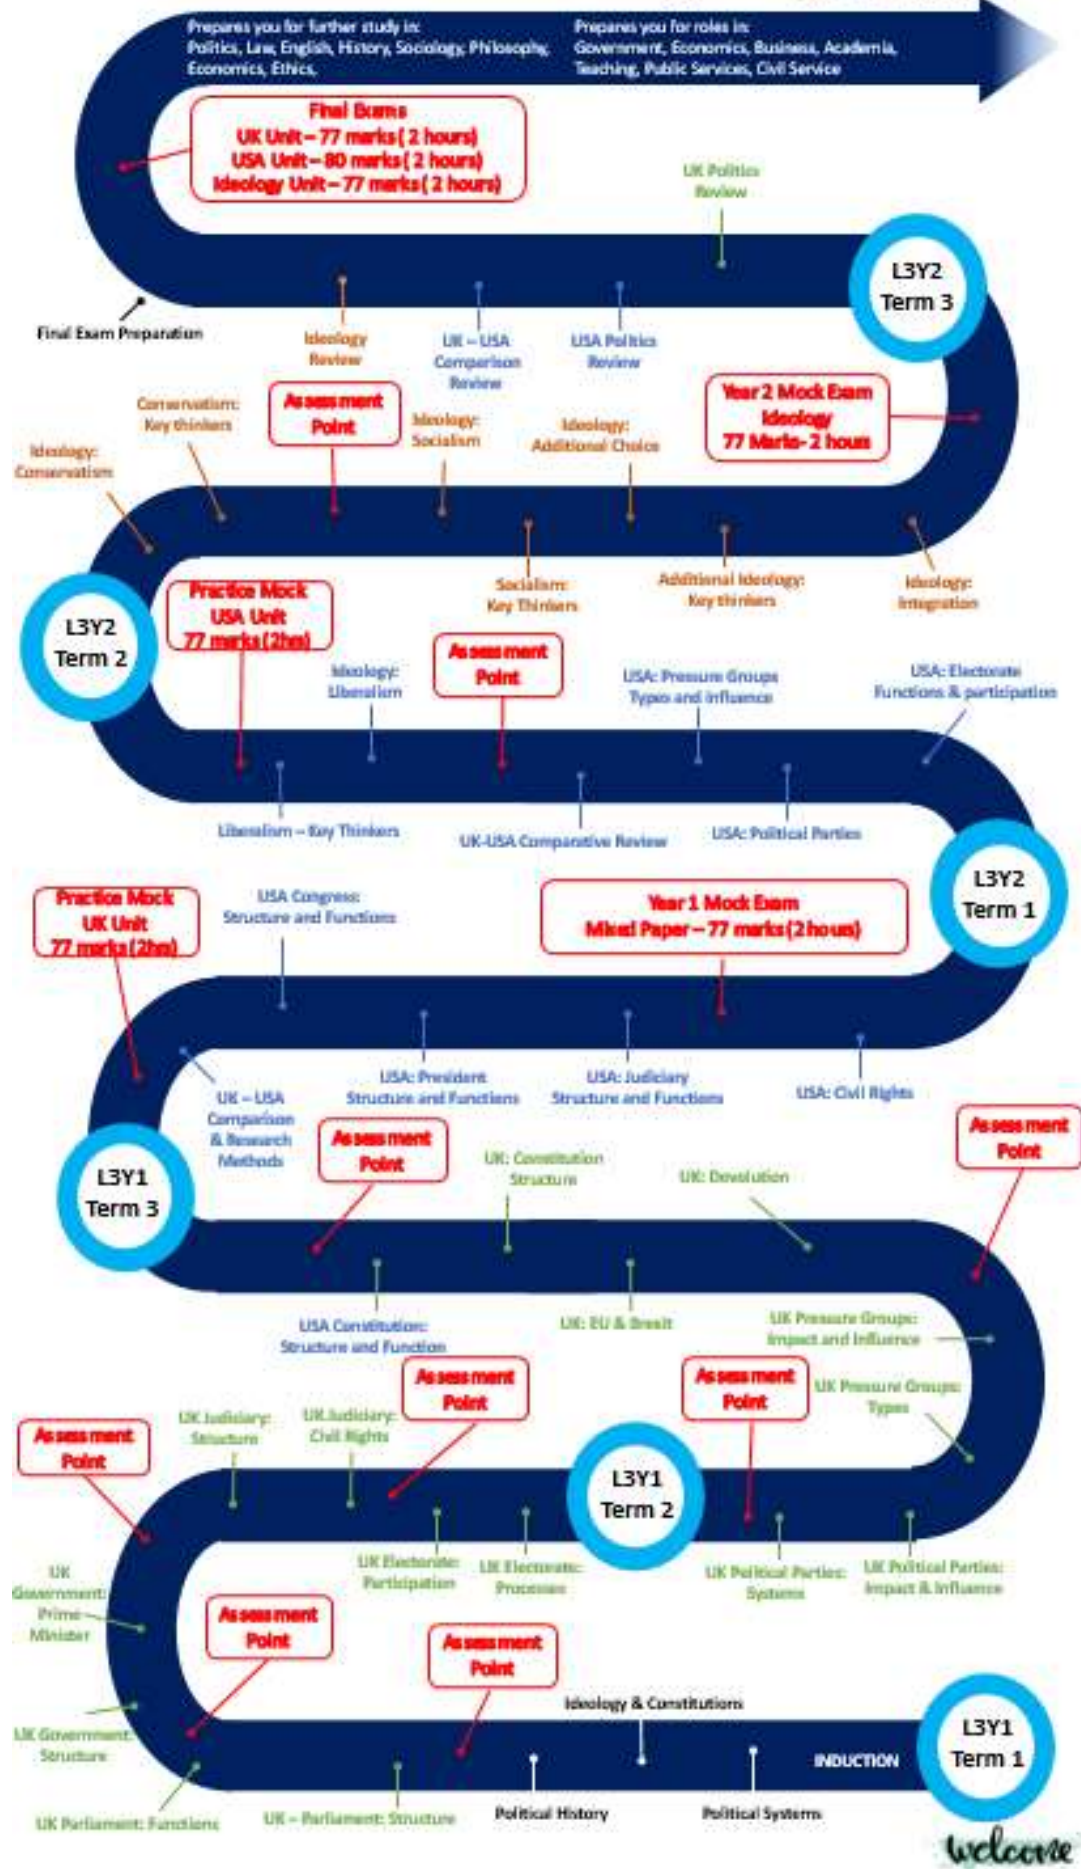 Prepares you for further study in:
Politics, Law, English, History, Sociology, Philosophy,
Economics, Ethics,
Prepares you for roles in:
Government, Economics, Business, Academia,
Teaching, Public Services, Civil Service
Final Exams
UK Unit – 77 marks ( 2 hours)
USA Unit – 80 marks ( 2 hours)
Ideology Unit – 77 marks ( 2 hours)
UK Politics
Review
L3Y2
Term 3
Final Exam Preparation
Ideology
Review
UK – USA
Comparison
Review
USA Politics
Review
Year 2 Mock Exam
Ideology
77 Marks- 2 hours
Assessment
Point
Conservatism:
Key thinkers
Ideology:
Socialism
Ideology:
Additional Choice
Ideology:
Conservatism
Socialism:
Key Thinkers
Additional Ideology:
Key thinkers
Ideology:
Integration
L3Y2
Term 2
Practice Mock
USA Unit
77 marks (2hrs)
Assessment
Point
Ideology:
Liberalism
USA: Pressure Groups
Types and Influence
USA: Electorate
Functions & participation
Liberalism – Key Thinkers
UK-USA Comparative Review
USA: Political Parties
L3Y2
Term 1
Practice Mock
UK Unit
77 marks (2hrs)
USA Congress:
Structure and Functions
Year 1 Mock Exam
Mixed Paper – 77 marks (2 hours)
UK – USA
Comparison
& Research
Methods
USA: President
Structure and Functions
USA: Judiciary
Structure and Functions
USA: Civil Rights
Assessment
Point
Assessment
Point
UK: Constitution
Structure
UK: Devolution
L3Y1
Term 3
USA Constitution:
Structure and Function
UK: EU & Brexit
UK Pressure Groups:
Impact and Influence
Assessment
Point
Assessment
Point
UK Pressure Groups:
Types
Assessment
Point
UK Judiciary:
Structure
UK Judiciary:
Civil Rights
L3Y1
Term 2
UK Electorate:
Participation
UK Electorate:
Processes
UK Political Parties:
Systems
UK Political Parties:
Impact & Influence
UK
Government:
Prime
Minister
Assessment
Point
Assessment
Point
Ideology & Constitutions
UK Government:
Structure
INDUCTION
L3Y1
Term 1
UK Parliament: Functions
UK – Parliament: Structure
Political History
Political Systems
welcome